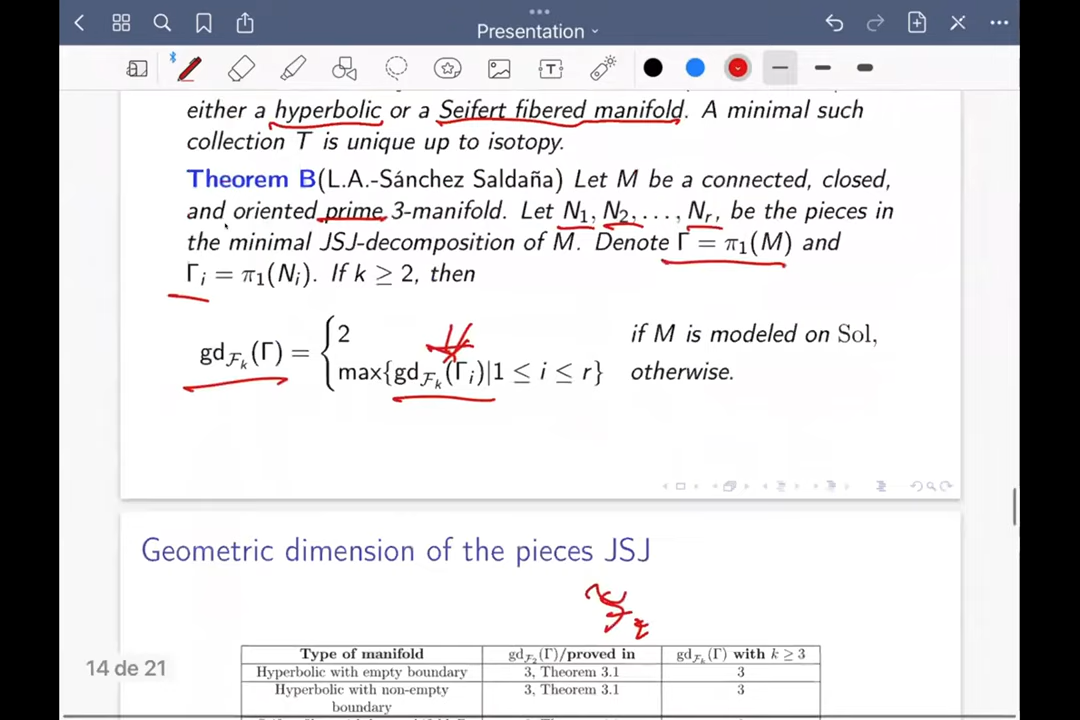 Presentation
either a hyperbolic or a Seifert fibered manifold. A minimal such
collection T is unique up to isotopy.
Theorem B(L.A.-Sánchez Saldaña) Let M be a connected, closed,
and oriented prime 3-manifold. Let N₁, N₂, . . . , Nᵣ, be the pieces in
the minimal JSJ-decomposition of M. Denote Γ = π₁(M) and
Γᵢ = π₁(Nᵢ). If k ≥ 2, then
gd_{F_k}(Γ) = { 2 if M is modeled on Sol,
max{gd_{F_k}(Γᵢ)|1 ≤ i ≤ r} otherwise.
Geometric dimension of the pieces JSJ
Type of manifold gd_{F_2}(Γ)/proved in gd_{F_k}(Γ) with k ≥ 3
Hyperbolic with empty boundary 3, Theorem 3.1 3
Hyperbolic with non-empty boundary 3, Theorem 3.1 3
14 de 21